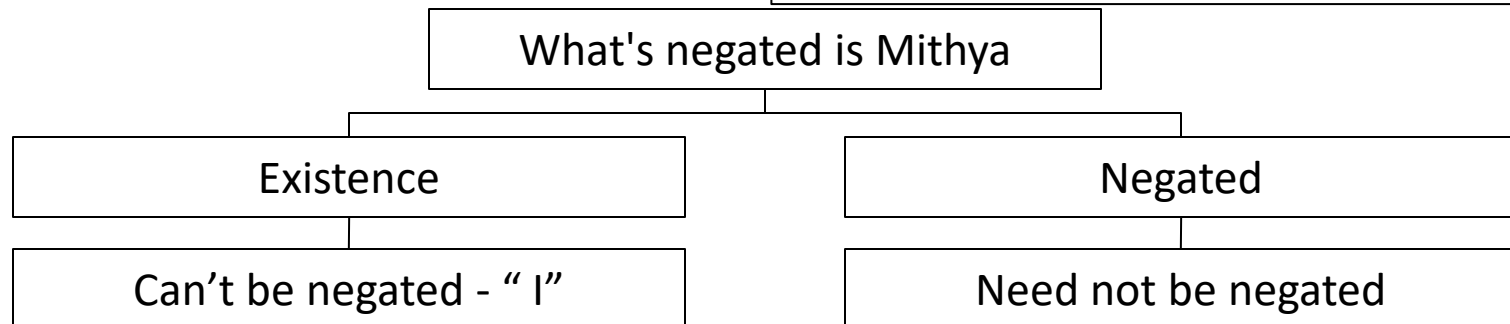 What's negated is Mithya
Existence
Negated
Can’t be negated - “ I”
Need not be negated